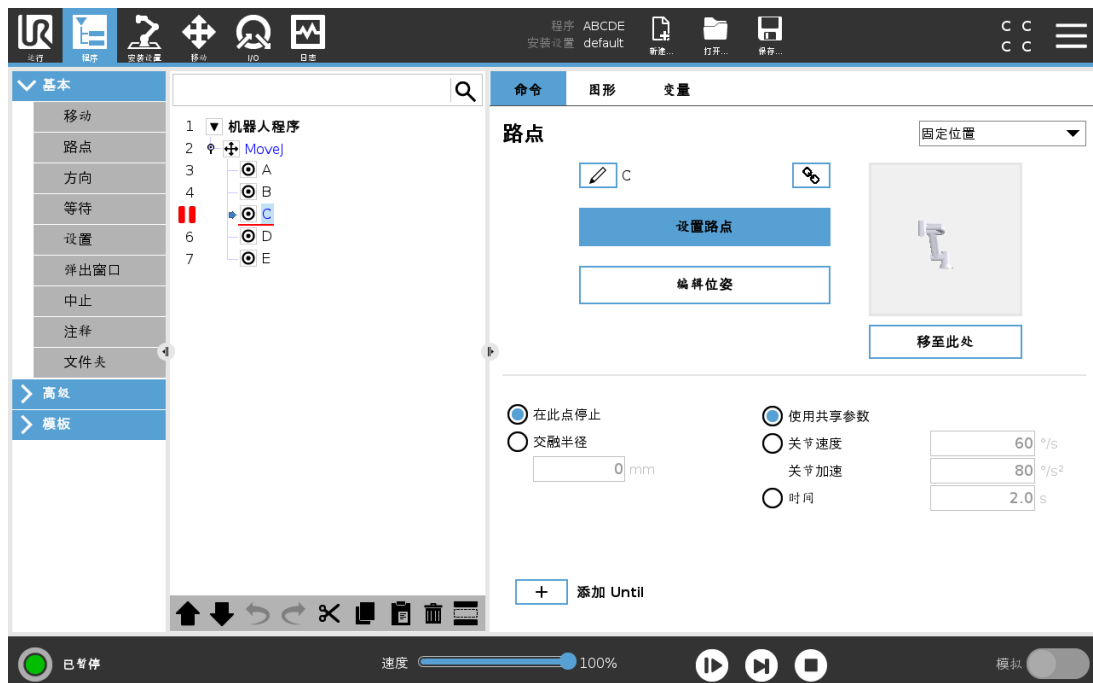 UR
运行
程序
安装设置
移动
I/O
日志
程序 ABCDE
安装设置 default
新建...
打开...
保存...
C C
C C
基本
移动
路点
方向
等待
设置
弹出窗口
中止
注释
文件夹
高级
模板
1 机器人程序
2 MoveJ
3 A
4 B
C
6 D
7 E
命令 图形 变量
路点
固定位置
C
设置路点
编辑位姿
移至此处
在此点停止
交融半径
0 mm
使用共享参数
关节速度 60 °/s
关节加速 80 °/s²
时间 2.0 s
+ 添加 Until
已暂停
速度 100%
模拟